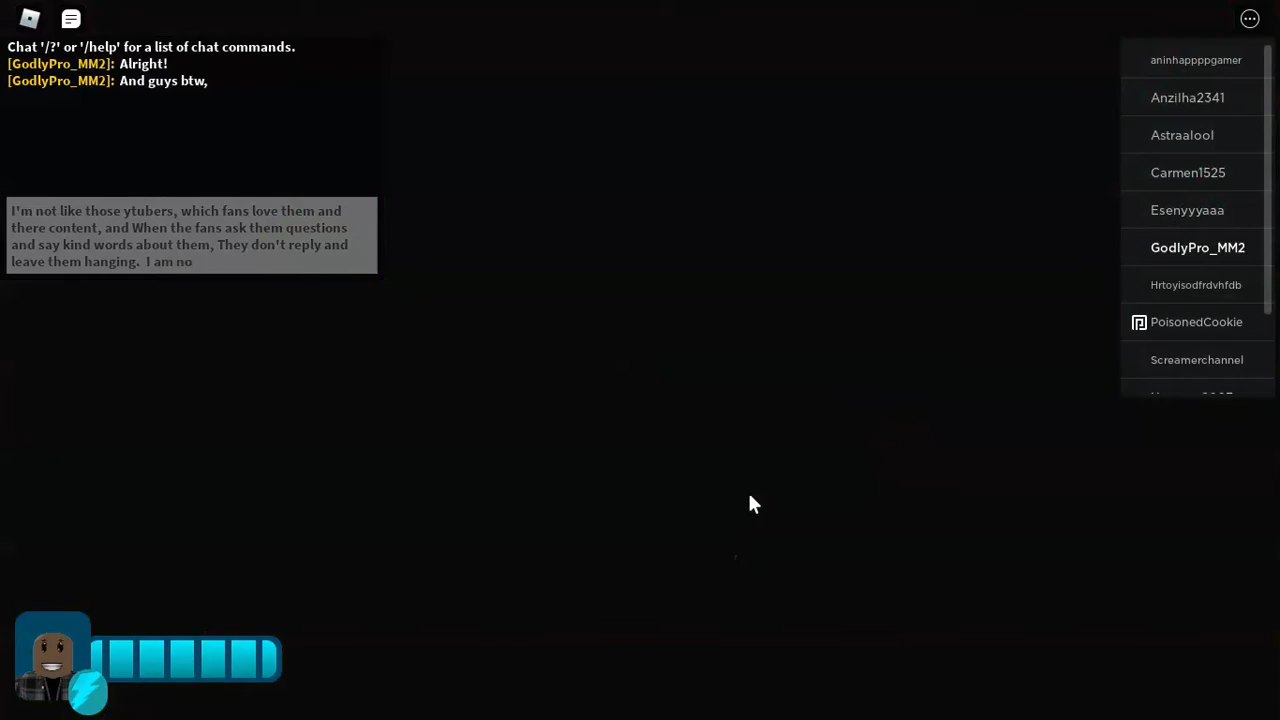 Chat '/?' or '/help' for a list of chat commands.
[GodlyPro_MM2]: Alright!
[GodlyPro_MM2]: And guys btw,
I'm not like those ytubers, which fans love them and
there content, and When the fans ask them questions
and say kind words about them, They don't reply and
leave them hanging.  I am no
aninhappppgamer
Anzilha2341
Astraalool
Carmen1525
Esenyyyaaa
GodlyPro_MM2
Hrtoyisodfrdvhfdb
PoisonedCookie
Screamerchannel